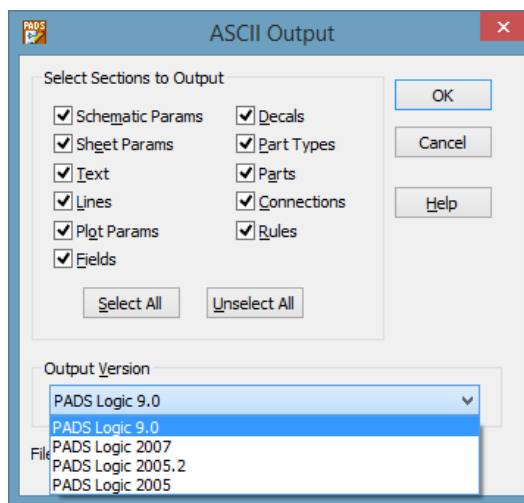 PADS
ASCII Output
Select Sections to Output
Schematic Params
Decals
Sheet Params
Part Types
Text
Parts
Lines
Connections
Plot Params
Rules
Fields
Select All
Unselect All
OK
Cancel
Help
Output Version
PADS Logic 9.0
PADS Logic 9.0
PADS Logic 2007
PADS Logic 2005.2
PADS Logic 2005